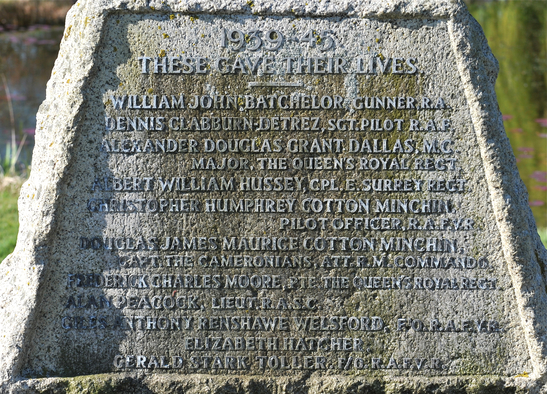 1939-45.
THESE GAVE THEIR LIVES.
WILLIAM JOHN BATCHELOR, GUNNER R.A.
DENNIS CLABBURN DETREZ, SGT. PILOT R.A.F.
ALEXANDER DOUGLAS GRANT DALLAS, M.C.
MAJOR, THE QUEEN'S ROYAL REGT.
ALBERT WILLIAM HUSSEY, CPL. E. SURREY REGT.
CHRISTOPHER HUMPHREY COTTON MINCHIN,
PILOT OFFICER, R.A.F.V.R.
DOUGLAS JAMES MAURICE COTTON MINCHIN,
CAPT. THE CAMERONIANS, ATT. R.M. COMMANDO.
FREDERICK CHARLES MOORE, PTE. THE QUEEN'S ROYAL REGT.
ALAN PEACOCK, LIEUT. R.A.S.C.
ANTHONY RENSHAWE WELSFORD, F/O. R.A.F.V.R.
ELIZABETH HATCHER.
GERALD STARK TOLLER, F/O. R.A.F.V.R.